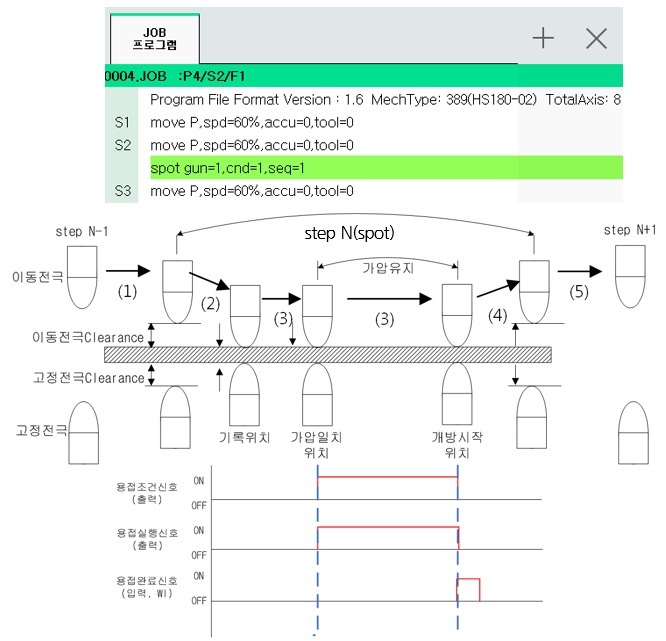 JOB
프로그램
0004.JOB :P4/S2/F1
Program File Format Version : 1.6 MechType: 389(HS180-02) TotalAxis: 8
S1 move P,spd=60%,accu=0,tool=0
S2 move P,spd=60%,accu=0,tool=0
spot gun=1,cnd=1,seq=1
S3 move P,spd=60%,accu=0,tool=0
step N-1
step N(spot)
step N+1
이동전극
가압유지
(1)
(2)
(3)
(3)
(4)
(5)
이동전극Clearance
고정전극Clearance
고정전극
기록위치
가압일치
위치
개방시작
위치
용접조건신호
(출력)
ON
OFF
용접실행신호
(출력)
ON
OFF
용접완료신호
(입력, WI)
ON
OFF